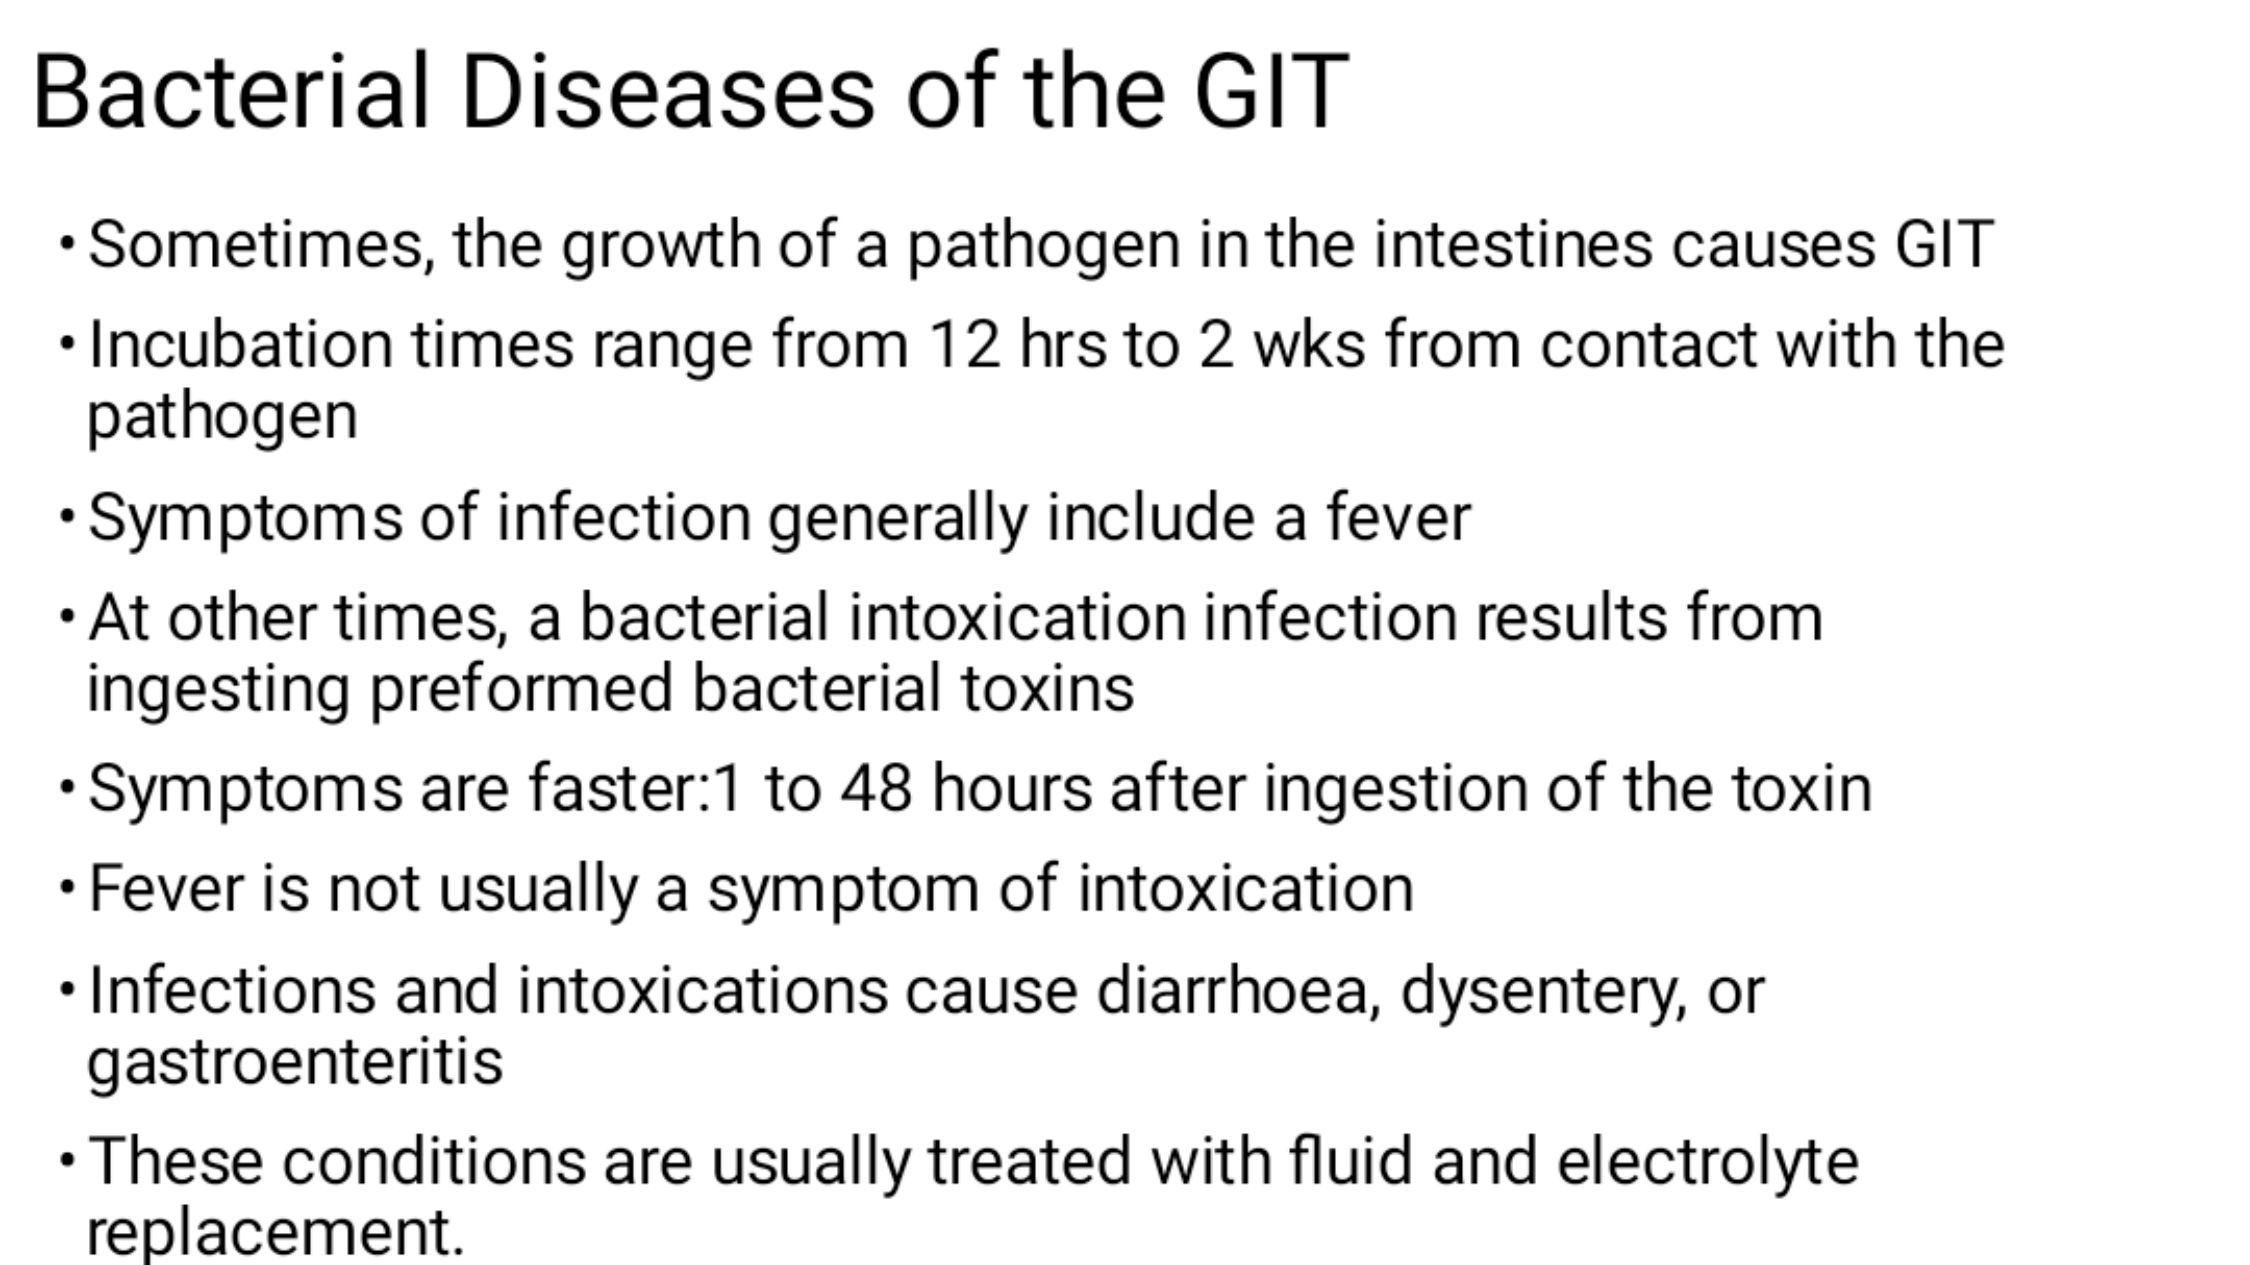 Bacterial Diseases of the GIT
•Sometimes, the growth of a pathogen in the intestines causes GIT
•Incubation times range from 12 hrs to 2 wks from contact with the
pathogen
•Symptoms of infection generally include a fever
•At other times, a bacterial intoxication infection results from
ingesting preformed bacterial toxins
•Symptoms are faster:1 to 48 hours after ingestion of the toxin
•Fever is not usually a symptom of intoxication
•Infections and intoxications cause diarrhoea, dysentery, or
gastroenteritis
•These conditions are usually treated with fluid and electrolyte
replacement.